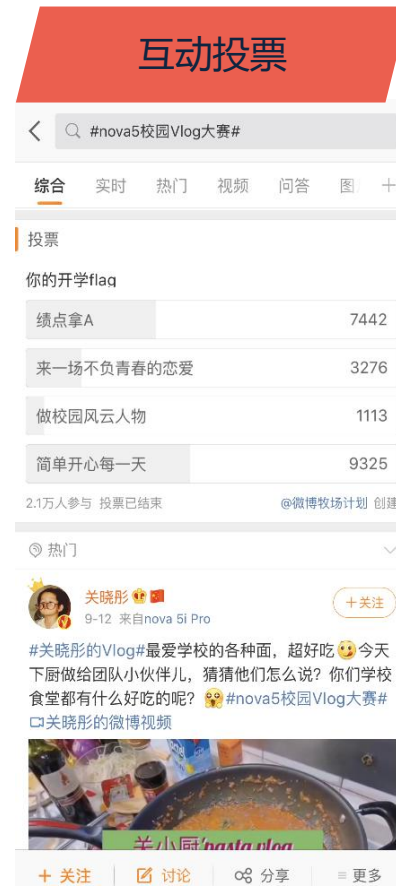 互动投票
#nova5校园Vlog大赛#
综合 实时 热门 视频 问答 图
投票
你的开学flag
绩点拿A 7442
来一场不负青春的恋爱 3276
做校园风云人物 1113
简单开心每一天 9325
2.1万人参与 投票已结束 @微博牧场计划 创建
热门
关晓彤
9-12 来自nova 5i Pro
+关注
#关晓彤的Vlog#最爱学校的各种面，超好吃 今天
下厨做给团队小伙伴儿，猜猜他们怎么说？你们学校
食堂都有什么好吃的呢？ #nova5校园Vlog大赛#
关晓彤的微博视频
关小厨’pasta vlog
+ 关注 讨论 分享 更多